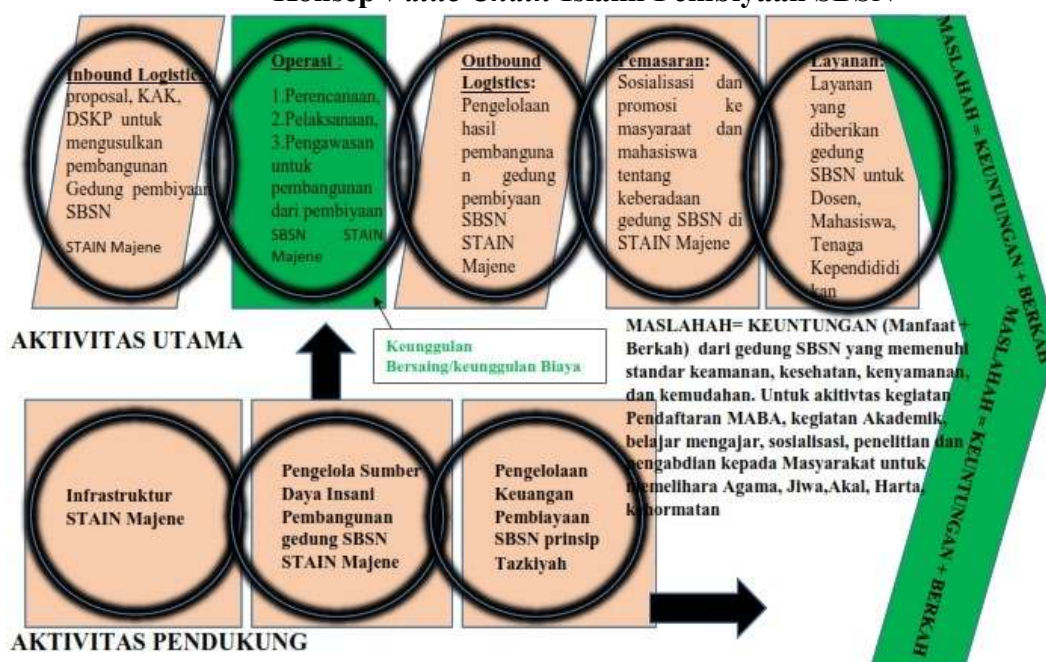 Konsep Value Chain Islami Pembiyaan SBSN
Inbound Logistics:
proposal, KAK,
DSKP untuk
mengusulkan
pembangunan
Gedung pembiyaan
SBSN
STAIN Majene
Operasi :
1.Perencanaan,
2.Pelaksanaan,
3.Pengawasan
untuk
pembangunan
dari pembiyaan
SBSN STAIN
Majene
Outbound
Logistics:
Pengelolaan
hasil
pembanguna
n gedung
pembiyaan
SBSN
STAIN
Majene
Pemasaran:
Sosialisasi dan
promosi ke
masyaraat dan
mahasiswa
tentang
keberadaan
gedung SBSN di
STAIN Majene
Layanan:
Layanan
yang
diberikan
gedung
SBSN untuk
Dosen,
Mahasiswa,
Tenaga
Kependididi
kan
MASLAHAH = KEUNTUNGAN + BERKAH
AKTIVITAS UTAMA
Keunggulan
Bersaing/keunggulan Biaya
MASLAHAH= KEUNTUNGAN (Manfaat +
Berkah) dari gedung SBSN yang memenuhi
standar keamanan, kesehatan, kenyamanan,
dan kemudahan. Untuk akitivtas kegiatan
Pendaftaran MABA, kegiatan Akademik,
belajar mengajar, sosialisasi, penelitian dan
pengabdian kepada Masyarakat untuk
memelihara Agama, Jiwa,Akal, Harta,
kehormatan
MASLAHAH = KEUNTUNGAN + BERKAH
Infrastruktur
STAIN Majene
Pengelola Sumber
Daya Insani
Pembangunan
gedung SBSN
STAIN Majene
Pengelolaan
Keuangan
Pembiayaan
SBSN prinsip
Tazkiyah
AKTIVITAS PENDUKUNG